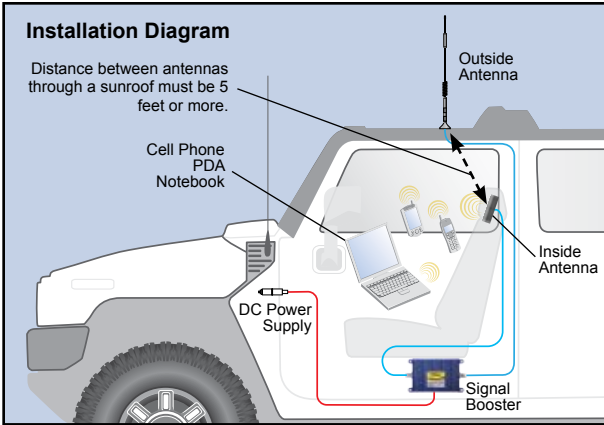 Installation Diagram
Distance between antennas
through a sunroof must be 5
feet or more.
Outside
Antenna
Cell Phone
PDA
Notebook
Inside
Antenna
DC Power
Supply
Signal
Booster